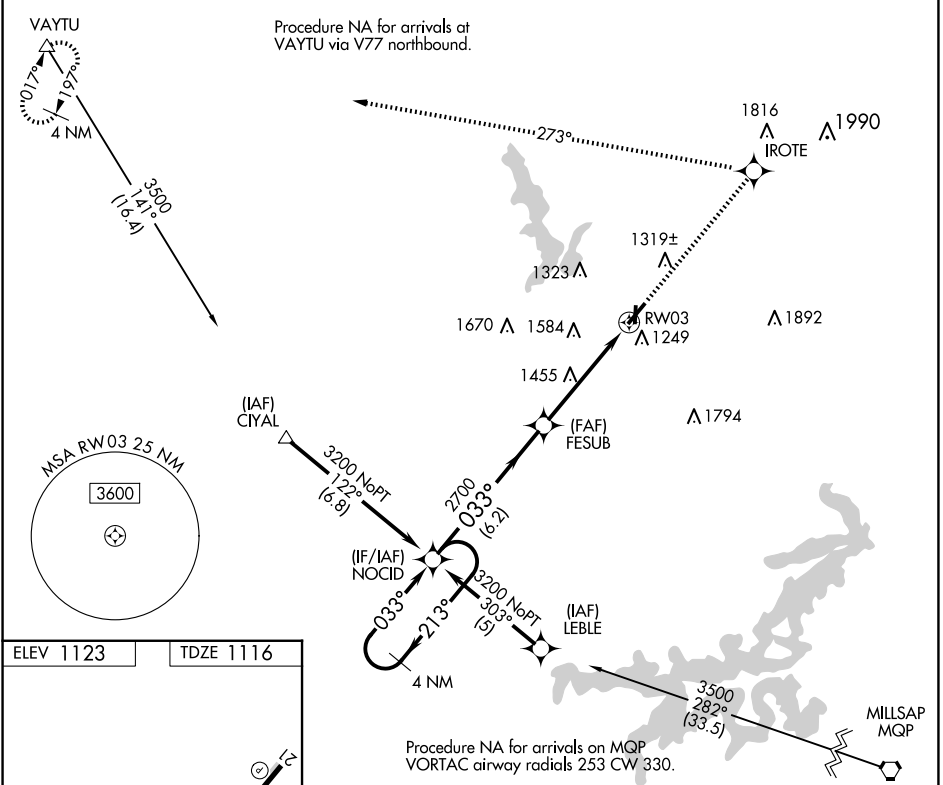 VAYTU
Procedure NA for arrivals at
VAYTU via V77 northbound.
017°
197°
4 NM
3500
141°
(16.4)
273°
1816
1990
IROTE
1319±
1323
1670
1584
RW03
1892
1249
1455
1794
(IAF)
CIYAL
(FAF)
FESUB
3200 NoPT
122°
(6.8)
2700
033°
(6.2)
MSA RW03 25 NM
3600
(IF/IAF)
NOCID
033°
213°
4 NM
3200 NoPT
303°
(5)
(IAF)
LEBLE
3500
282°
(33.5)
MILLSAP
MQP
ELEV 1123
TDZE 1116
Procedure NA for arrivals on MQP
VORTAC airway radials 253 CW 330.
P
21